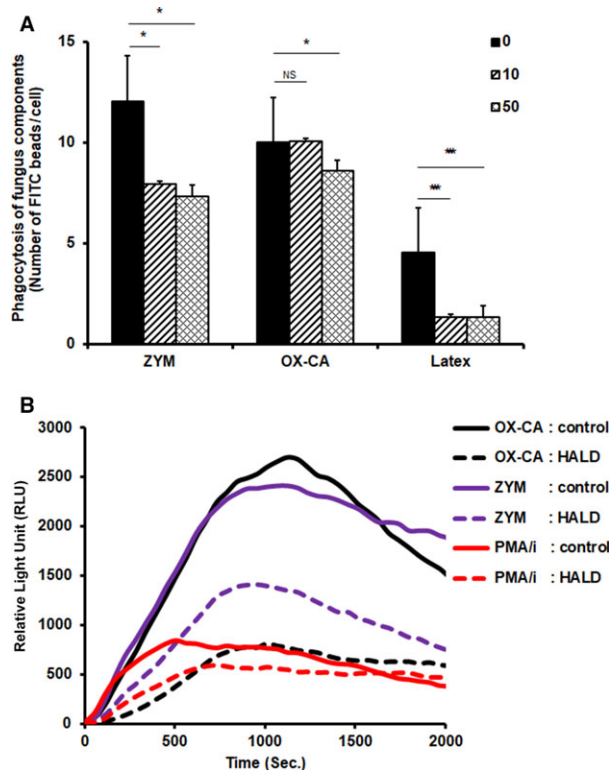 A
Phagocytosis of fungus components
(Number of FITC beads/cell)
15
10
5
0
*
*
*
NS
***
***
0
10
50
ZYM
OX-CA
Latex
B
Relative Light Unit (RLU)
3000
2500
2000
1500
1000
500
0
0
500
1000
1500
2000
Time (Sec.)
OX-CA : control
OX-CA : HALD
ZYM : control
ZYM : HALD
PMA/i : control
PMA/i : HALD